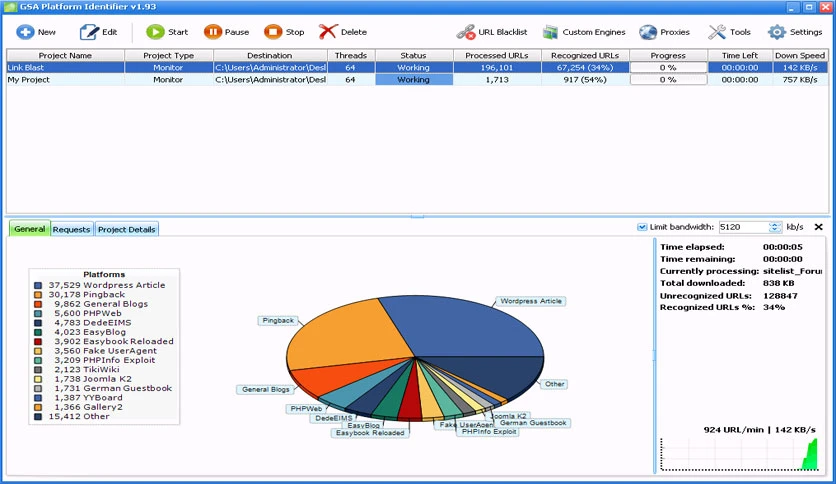 GSA Platform Identifier v1.93
New Edit Start Pause Stop Delete URL Blacklist Custom Engines Proxies Tools Settings
Project Name Project Type Destination Threads Status Processed URLs Recognized URLs Progress Time Left Down Speed
Link Blast Monitor C:\Users\Administrator\Desl 64 Working 196,101 67,254 (34%) 0 % 00:00:00 142 KB/s
My Project Monitor C:\Users\Administrator\Desl 64 Working 1,713 917 (54%) 0 % 00:00:00 757 KB/s
General Requests Project Details Limit bandwidth: 5120 kb/s
Platforms
37,529 Wordpress Article
30,178 Pingback
9,862 General Blogs
5,600 PHPWeb
4,783 DedeEIMS
4,023 EasyBlog
3,902 Easybook Reloaded
3,560 Fake UserAgent
3,209 PHPInfo Exploit
2,123 TikiWiki
1,738 Joomla K2
1,731 German Guestbook
1,387 YYBoard
1,366 Gallery2
15,412 Other
Wordpress Article
Pingback
Other
General Blogs
PHPWeb
DedeEIMS
EasyBlog
Easybook Reloaded
Fake UserAgen
PHPInfo Exploit
Joomla K2
German Guestbook
Time elapsed: 00:00:05
Time remaining: 00:00:00
Currently processing: sitelist_Foru
Total downloaded: 838 KB
Unrecognized URLs: 128847
Recognized URLs %: 34%
924 URL/min | 142 KB/s